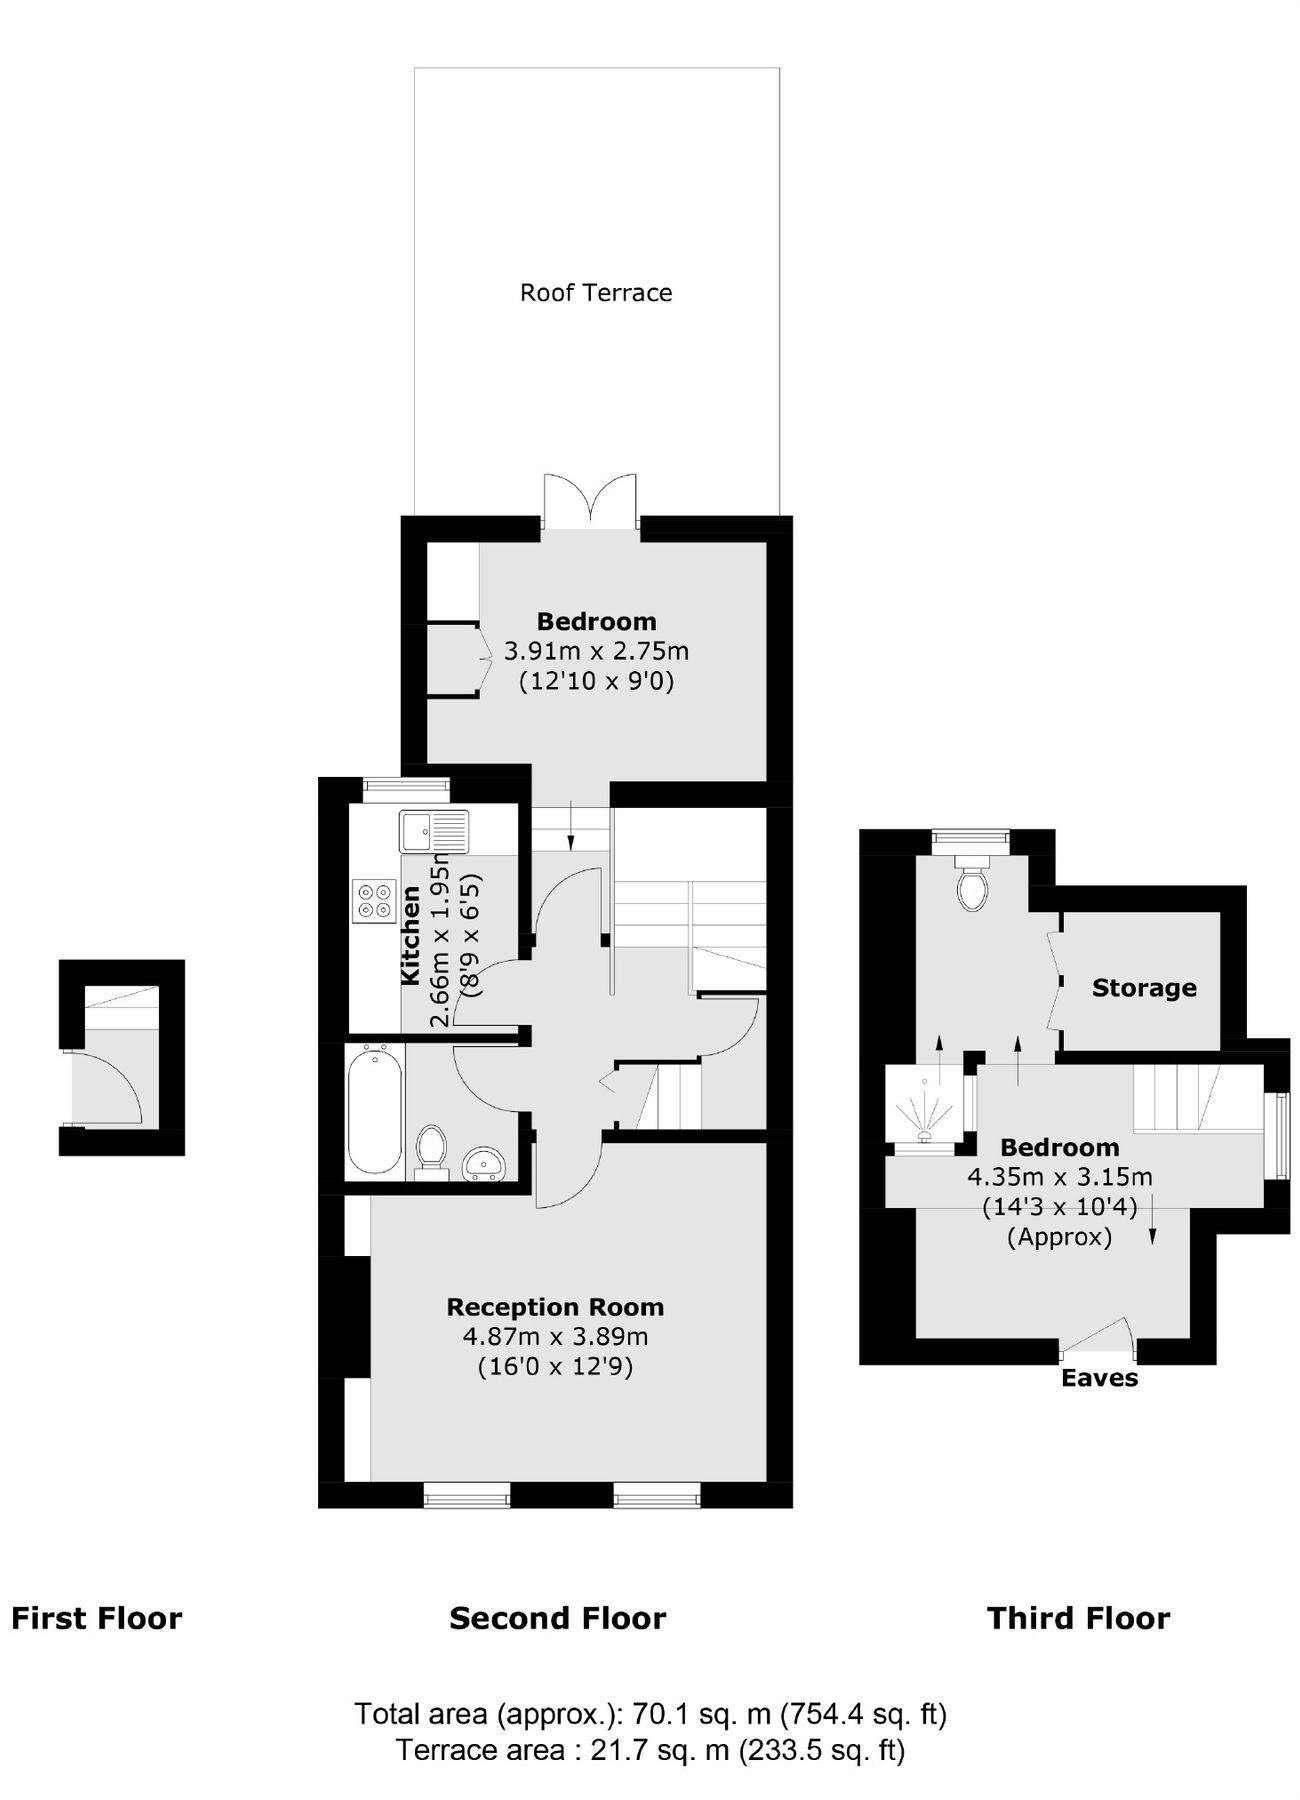 Roof Terrace
Bedroom
3.91m x 2.75m
(12'10 x 9'0)
Kitchen
2.66m x 1.95m
(8'9 x 6'5)
Storage
Bedroom
4.35m x 3.15m
(14'3 x 10'4)
(Approx)
Reception Room
4.87m x 3.89m
(16'0 x 12'9)
Eaves
First Floor
Second Floor
Third Floor
Total area (approx.): 70.1 sq. m (754.4 sq. ft)
Terrace area : 21.7 sq. m (233.5 sq. ft)